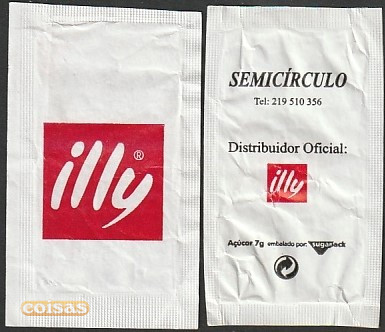 illy®
coisas
SEMICÍRCULO
Tel: 219 510 356
Distribuidor Oficial:
illy
Açúcar 7g embalado por: sugarpack